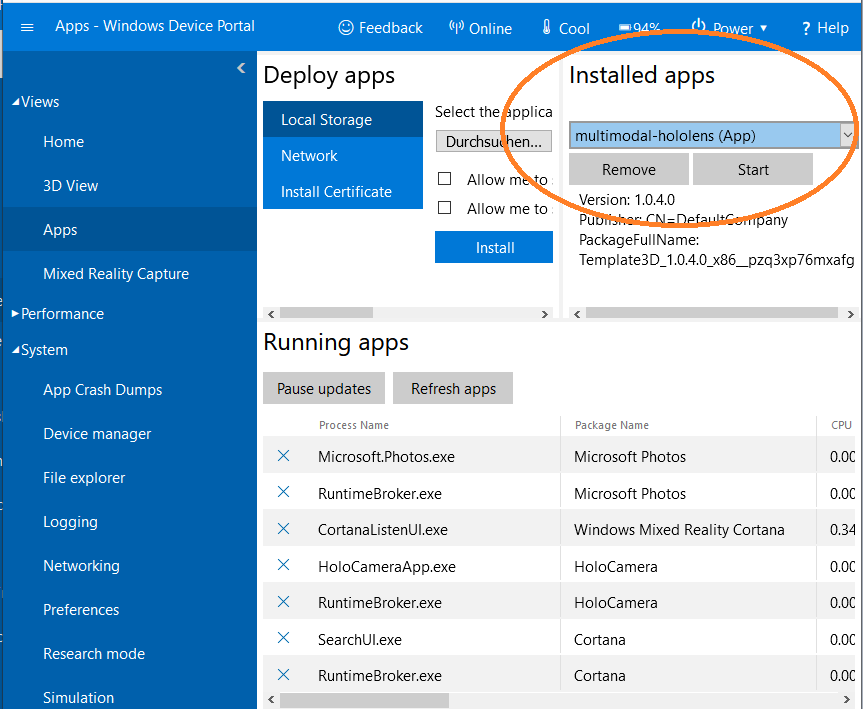 Apps - Windows Device Portal
Feedback
Online
Cool
94%
Power
? Help
Views
Home
3D View
Apps
Mixed Reality Capture
Performance
System
App Crash Dumps
Device manager
File explorer
Logging
Networking
Preferences
Research mode
Simulation
Deploy apps
Local Storage
Network
Install Certificate
Select the applica
Durchsuchen...
Allow me to
Allow me to
Install
Installed apps
multimodal-hololens (App)
Remove
Start
Version: 1.0.4.0
Publisher: CN=DefaultCompany
PackageFullName:
Template3D_1.0.4.0_x86__pzq3xp76mxafg
Running apps
Pause updates
Refresh apps
Process Name Package Name CPU
Microsoft.Photos.exe Microsoft Photos 0.00
RuntimeBroker.exe Microsoft Photos 0.00
CortanaListenUI.exe Windows Mixed Reality Cortana 0.34
HoloCameraApp.exe HoloCamera 0.00
RuntimeBroker.exe HoloCamera 0.00
SearchUI.exe Cortana 0.00
RuntimeBroker.exe Cortana 0.00